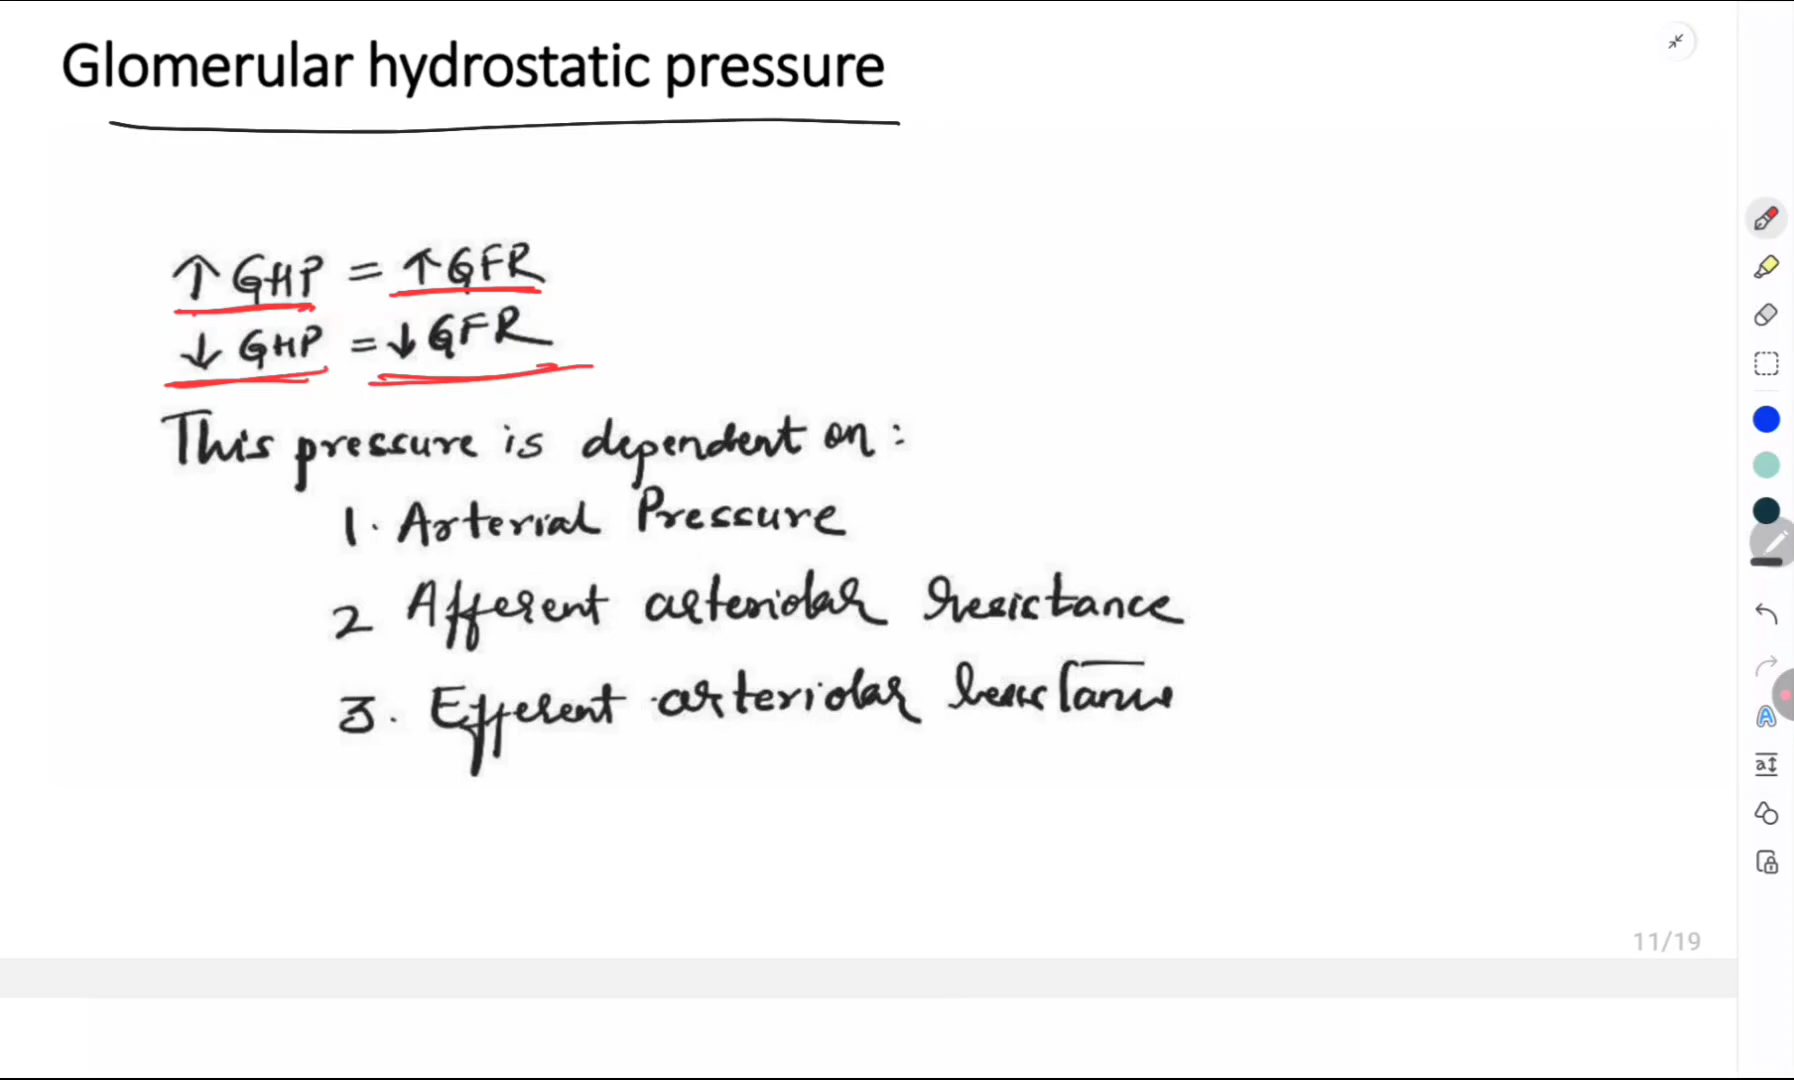 Glomerular hydrostatic pressure
↑ GHP = ↑ GFR
↓ GHP = ↓ GFR
This pressure is dependent on :
1. Arterial Pressure
2 Afferent arteriolar resistance
3. Efferent arteriolar resistance
11/19